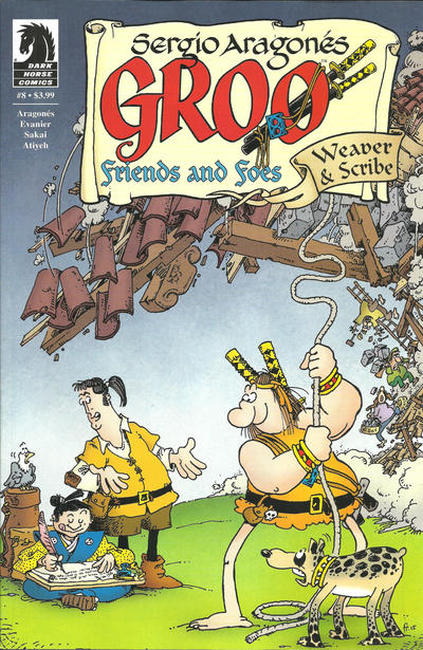 DARK
HORSE
COMICS
#8 • $3.99
Aragonés
Evanier
Sakai
Atiyeh
Sergio Aragonés
GROO
Friends and Foes
Weaver
& Scribe